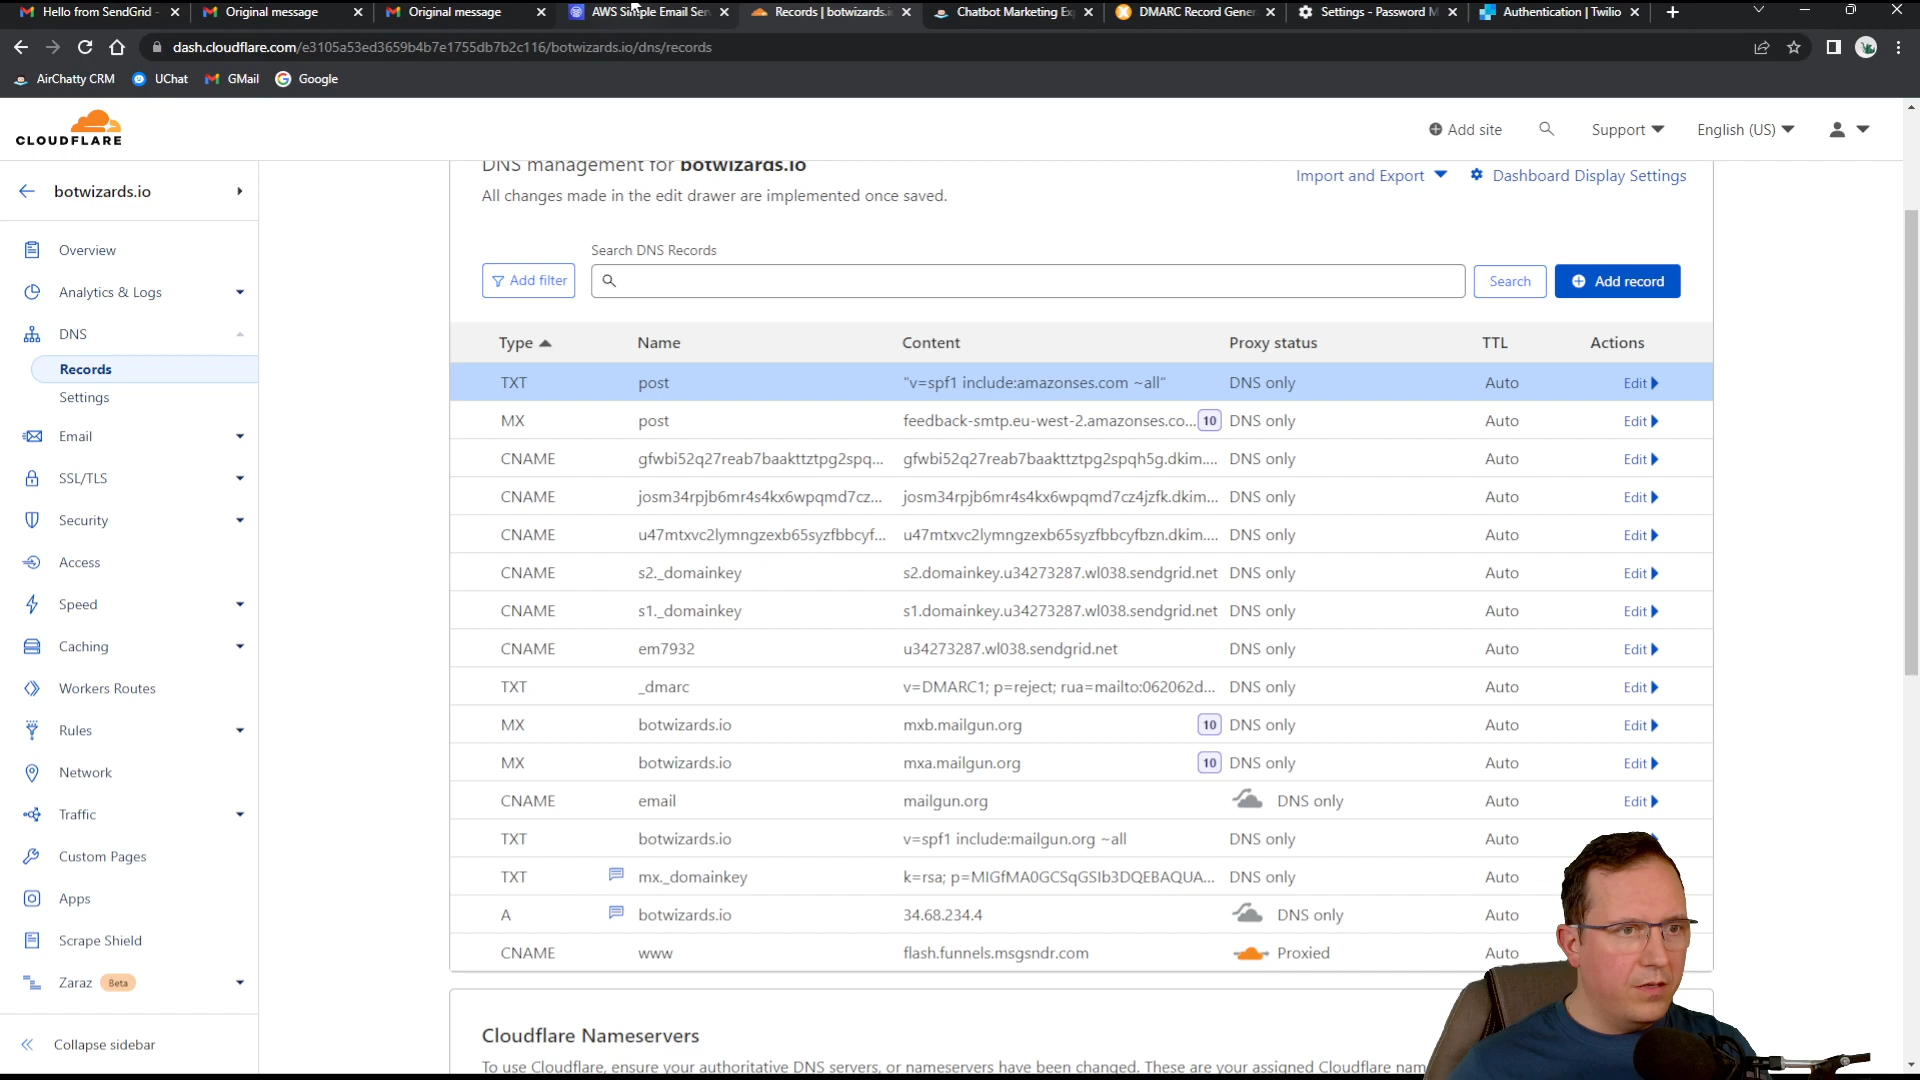 Hello from SendGrid -
Original message
Original message
AWS Simple Email Ser
Records | botwizards.i
Chatbot Marketing Ex
DMARC Record Gene
Settings - Password M
Authentication | Twilio
dash.cloudflare.com/e3105a53ed3659b4b7e1755db7b2c116/botwizards.io/dns/records
AirChatty CRM
UChat
GMail
Google
CLOUDFLARE
Add site
Support
English (US)
botwizards.io
Overview
Analytics & Logs
DNS
Records
Settings
Email
SSL/TLS
Security
Access
Speed
Caching
Workers Routes
Rules
Network
Traffic
Custom Pages
Apps
Scrape Shield
Zaraz Beta
Collapse sidebar
DNS management for botwizards.io
All changes made in the edit drawer are implemented once saved.
Import and Export
Dashboard Display Settings
Search DNS Records
Add filter
Search
Add record
Type Name Content Proxy status TTL Actions
TXT post "v=spf1 include:amazonses.com ~all" DNS only Auto Edit
MX post feedback-smtp.eu-west-2.amazonses.co... 10 DNS only Auto Edit
CNAME gfwbi52q27reab7baakttztpg2spq... gfwbi52q27reab7baakttztpg2spqh5g.dkim.... DNS only Auto Edit
CNAME josm34rpjb6mr4s4kx6wpqmd7cz... josm34rpjb6mr4s4kx6wpqmd7cz4jzfk.dkim... DNS only Auto Edit
CNAME u47mtxvc2lymngzexb65syzfbbcyf... u47mtxvc2lymngzexb65syzfbbcyfbzn.dkim.... DNS only Auto Edit
CNAME s2._domainkey s2.domainkey.u34273287.wl038.sendgrid.net DNS only Auto Edit
CNAME s1._domainkey s1.domainkey.u34273287.wl038.sendgrid.net DNS only Auto Edit
CNAME em7932 u34273287.wl038.sendgrid.net DNS only Auto Edit
TXT _dmarc v=DMARC1; p=reject; rua=mailto:062062d... DNS only Auto Edit
MX botwizards.io mxb.mailgun.org 10 DNS only Auto Edit
MX botwizards.io mxa.mailgun.org 10 DNS only Auto Edit
CNAME email mailgun.org DNS only Auto Edit
TXT botwizards.io v=spf1 include:mailgun.org ~all DNS only Auto
TXT mx._domainkey k=rsa; p=MIGfMA0GCSqGSIb3DQEBAQUA... DNS only Auto
A botwizards.io 34.68.234.4 DNS only Auto
CNAME www flash.funnels.msgsndr.com Proxied Auto
Cloudflare Nameservers
To use Cloudflare, ensure your authoritative DNS servers, or nameservers have been changed. These are your assigned Cloudflare nam